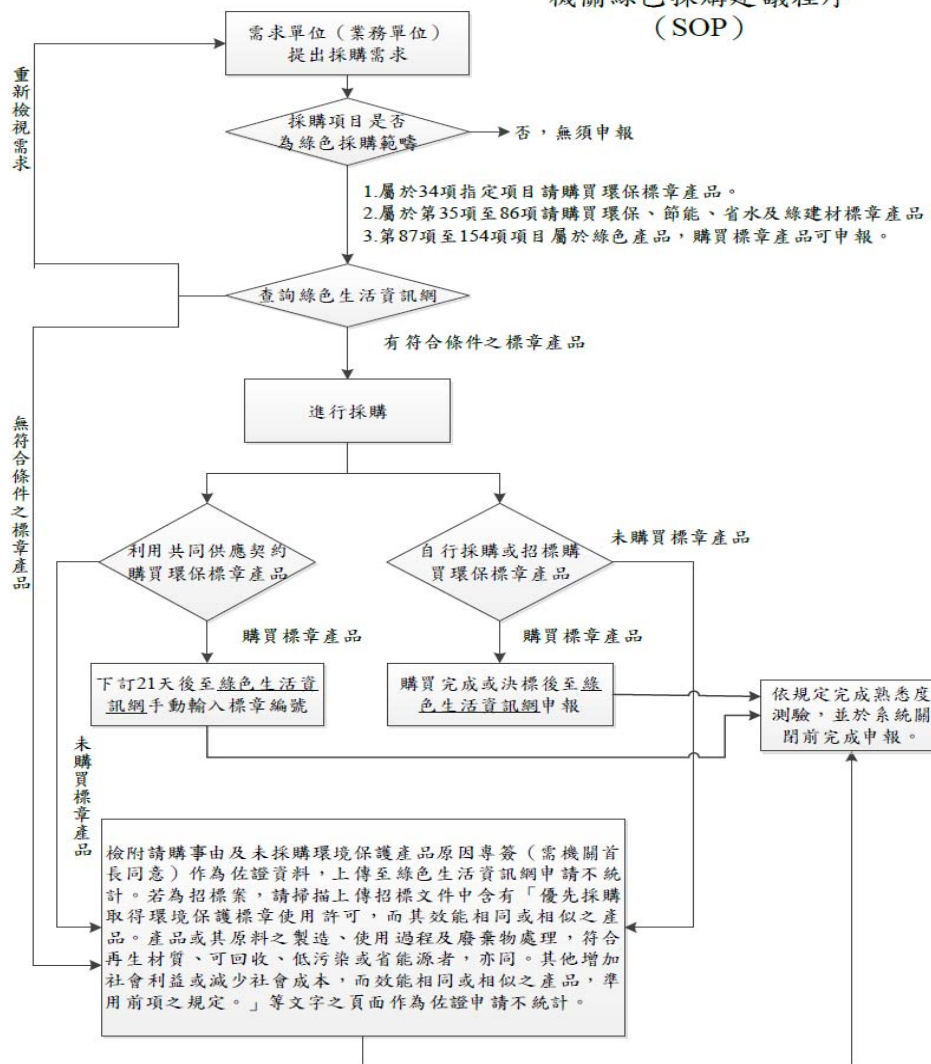 機關綠色採購建議程序
（SOP）
需求單位（業務單位）
提出採購需求
重新檢視需求
採購項目是否
為綠色採購範疇
否，無須申報
1.屬於34項指定項目請購買環保標章產品。
2.屬於第35項至86項請購買環保、節能、省水及綠建材標章產品
3.第87項至154項項目屬於綠色產品，購買標章產品可申報。
查詢綠色生活資訊網
有符合條件之標章產品
進行採購
無符合條件之標章產品
利用共同供應契約
購買環保標章產品
自行採購或招標購
買環保標章產品
未購買標章產品
購買標章產品
購買標章產品
下訂21天後至綠色生活資
訊網手動輸入標章編號
購買完成或決標後至綠
色生活資訊網申報
依規定完成熟悉度
測驗，並於系統關
閉前完成申報。
未購買標章產品
檢附請購事由及未採購環境保護產品原因專簽（需機關首
長同意）作為佐證資料，上傳至綠色生活資訊網申請不統
計。若為招標案，請掃描上傳招標文件中含有「優先採購
取得環境保護標章使用許可，而其效能相同或相似之產
品。產品或其原料之製造、使用過程及廢棄物處理，符合
再生材質、可回收、低污染或省能源者，亦同。其他增加
社會利益或減少社會成本，而效能相同或相似之產品，準
用前項之規定。」等文字之頁面作為佐證申請不統計。